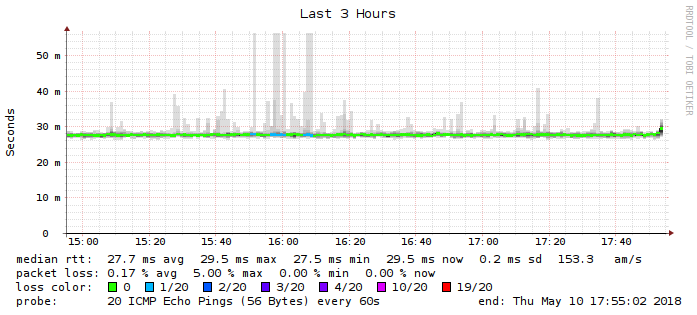 Last 3 Hours
RRDTOOL / TOBI OETIKER
Seconds
50 m
40 m
30 m
20 m
10 m
0
15:00 15:20 15:40 16:00 16:20 16:40 17:00 17:20 17:40
median rtt: 27.7 ms avg 29.5 ms max 27.5 ms min 29.5 ms now 0.2 ms sd 153.3 am/s
packet loss: 0.17 % avg 5.00 % max 0.00 % min 0.00 % now
loss color: 0 1/20 2/20 3/20 4/20 10/20 19/20
probe: 20 ICMP Echo Pings (56 Bytes) every 60s end: Thu May 10 17:55:02 2018